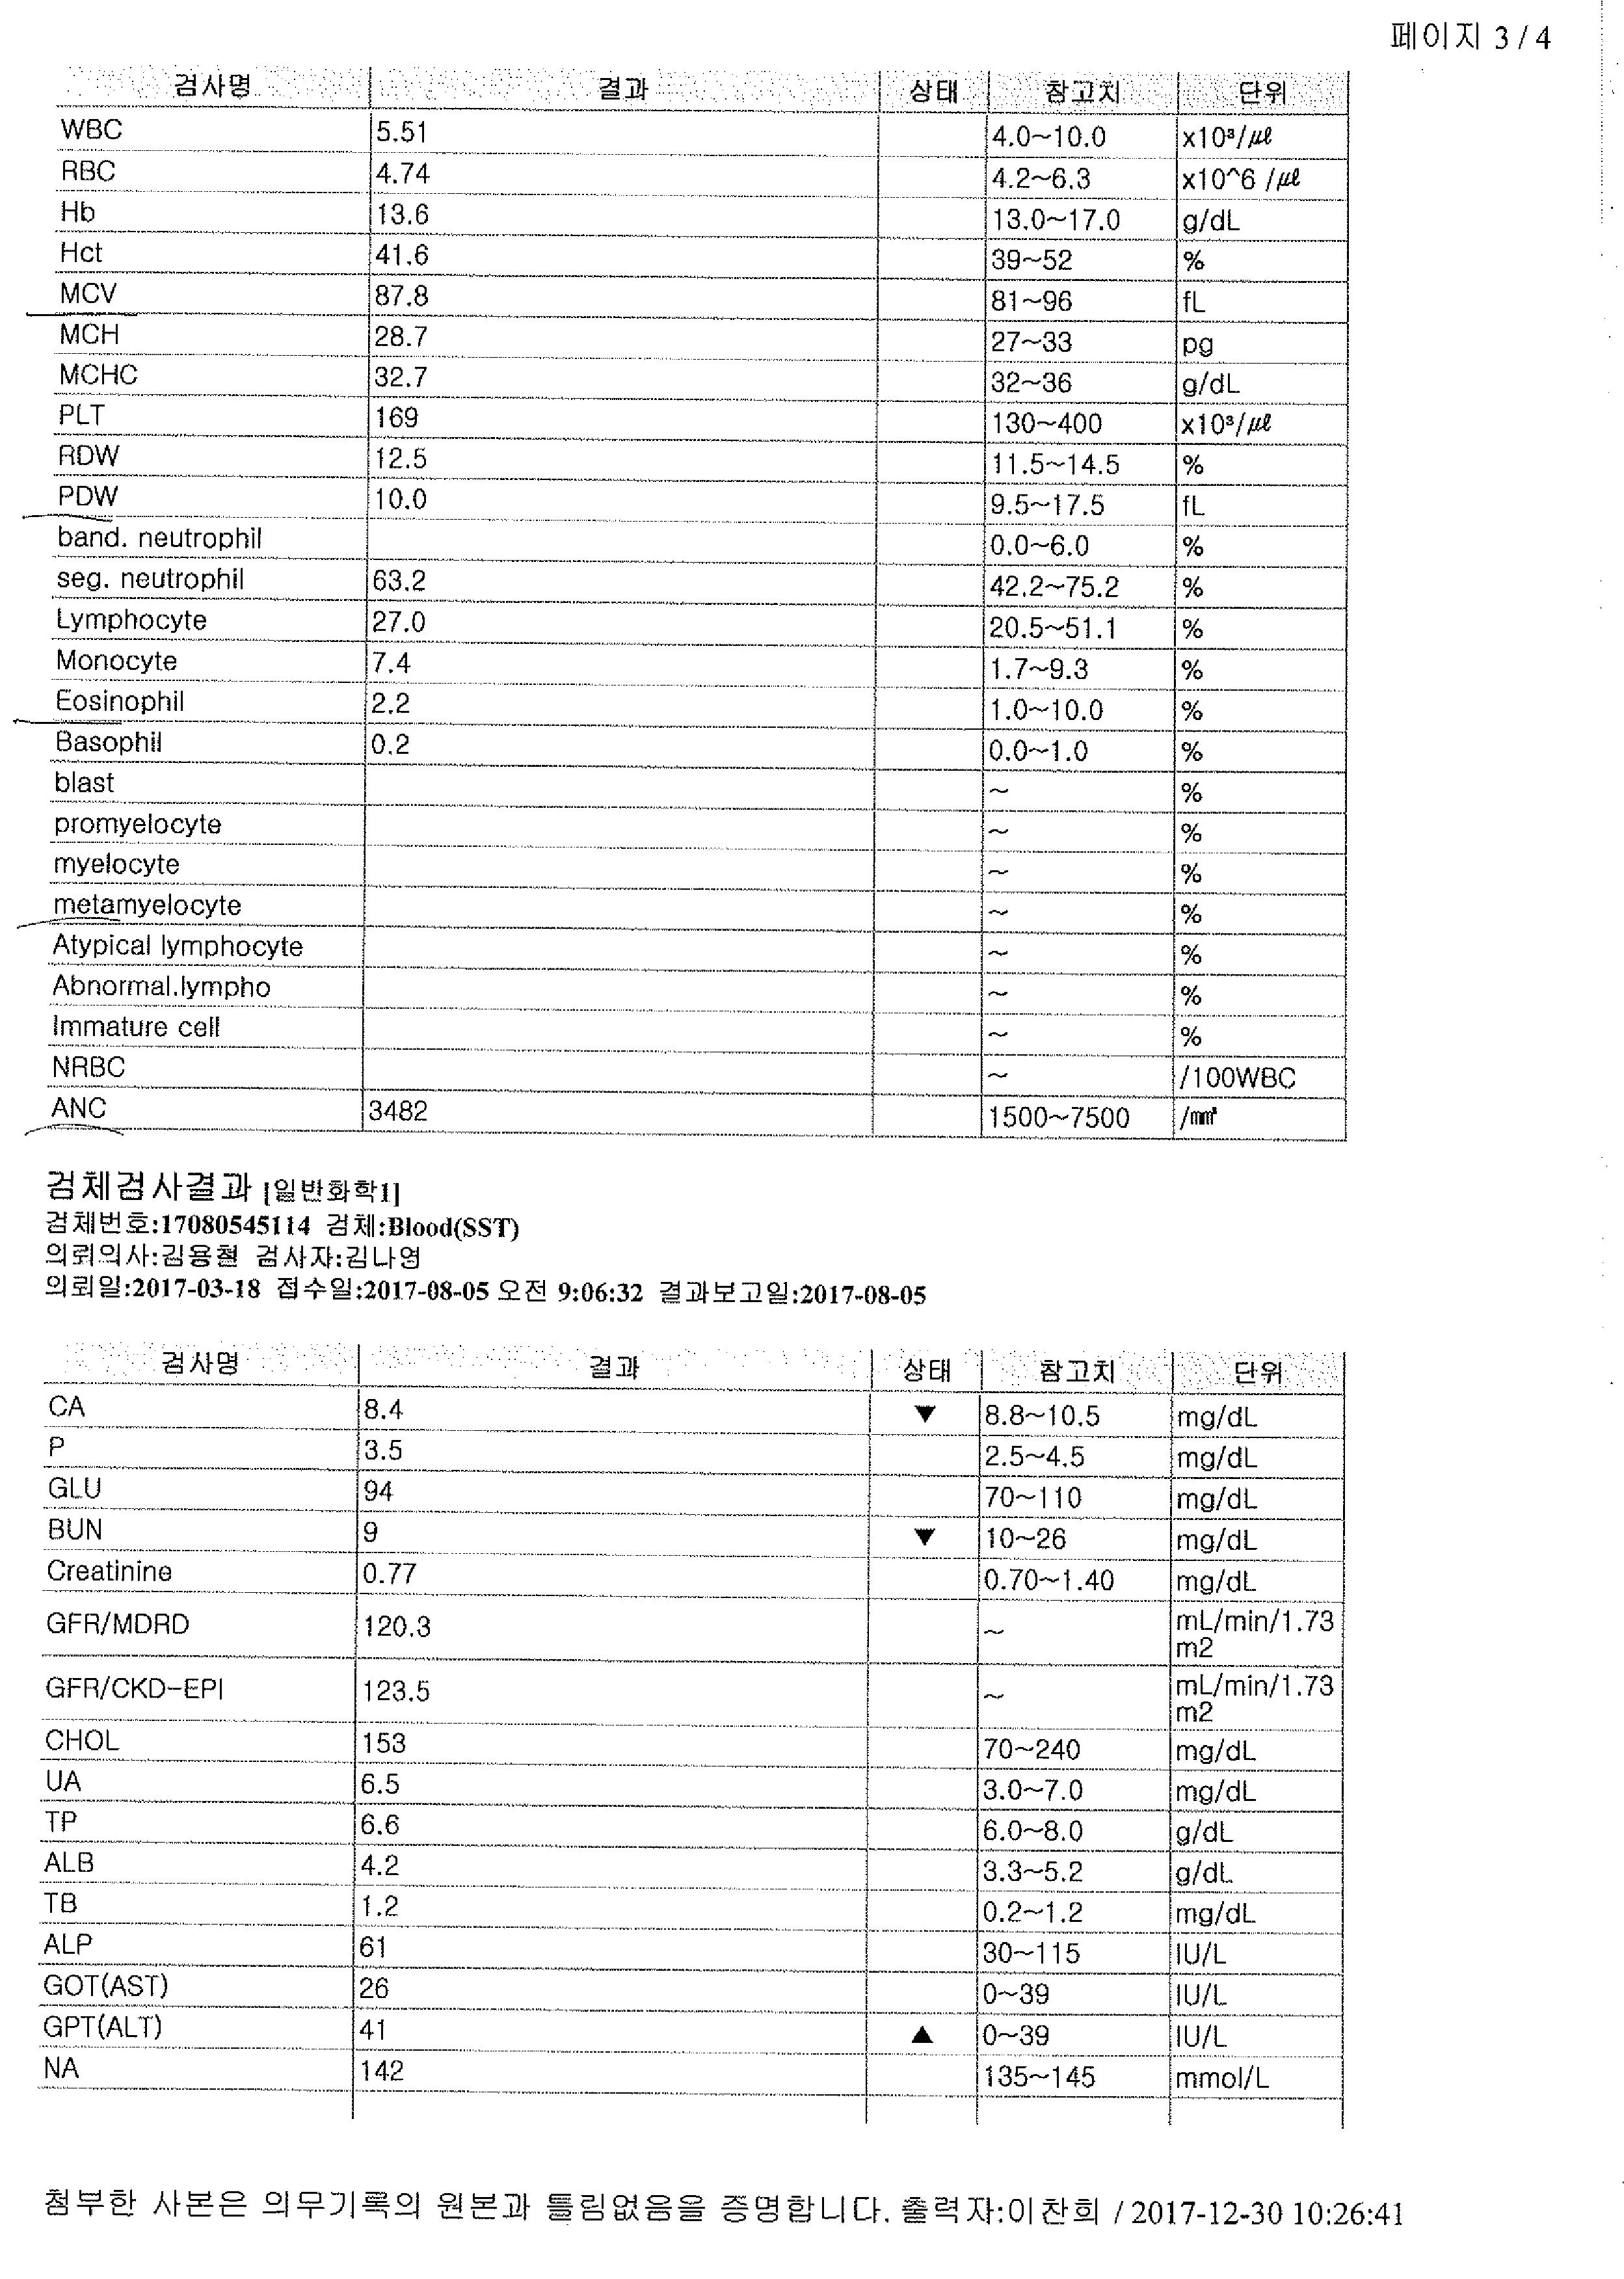 페이지 3 / 4
검사명 결과 상태 참고치 단위
WBC 5.51 4.0~10.0 x10³/㎕
RBC 4.74 4.2~6.3 x10^6 /㎕
Hb 13.6 13.0~17.0 g/dL
Hct 41.6 39~52 %
MCV 87.8 81~96 fL
MCH 28.7 27~33 pg
MCHC 32.7 32~36 g/dL
PLT 169 130~400 x10³/㎕
RDW 12.5 11.5~14.5 %
PDW 10.0 9.5~17.5 fL
band. neutrophil 0.0~6.0 %
seg. neutrophil 63.2 42.2~75.2 %
Lymphocyte 27.0 20.5~51.1 %
Monocyte 7.4 1.7~9.3 %
Eosinophil 2.2 1.0~10.0 %
Basophil 0.2 0.0~1.0 %
blast ~ %
promyelocyte ~ %
myelocyte ~ %
metamyelocyte ~ %
Atypical lymphocyte ~ %
Abnormal.lympho ~ %
Immature cell ~ %
NRBC ~ /100WBC
ANC 3482 1500~7500 /㎣
검체검사결과 [일반화학1]
검체번호:17080545114 검체:Blood(SST)
의뢰의사:김용철 검사자:김나영
의뢰일:2017-03-18 접수일:2017-08-05 오전 9:06:32 결과보고일:2017-08-05
검사명 결과 상태 참고치 단위
CA 8.4 ▼ 8.8~10.5 mg/dL
P 3.5 2.5~4.5 mg/dL
GLU 94 70~110 mg/dL
BUN 9 ▼ 10~26 mg/dL
Creatinine 0.77 0.70~1.40 mg/dL
GFR/MDRD 120.3 ~ mL/min/1.73
m2
GFR/CKD-EPI 123.5 ~ mL/min/1.73
m2
CHOL 153 70~240 mg/dL
UA 6.5 3.0~7.0 mg/dL
TP 6.6 6.0~8.0 g/dL
ALB 4.2 3.3~5.2 g/dL
TB 1.2 0.2~1.2 mg/dL
ALP 61 30~115 IU/L
GOT(AST) 26 0~39 IU/L
GPT(ALT) 41 ▲ 0~39 IU/L
NA 142 135~145 mmol/L
첨부한 사본은 의무기록의 원본과 틀림없음을 증명합니다. 출력자:이찬희 / 2017-12-30 10:26:41